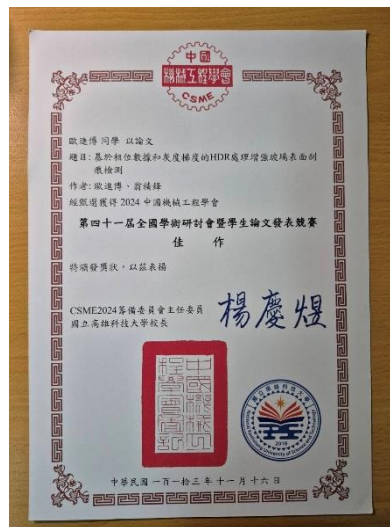 中國
機械工程學會
CSME
歐進博 同學 以論文
題目: 基於相位數據和灰度梯度的HDR處理增強玻璃表面刮
痕檢測
作者: 歐進博、翁積鋒
經甄選獲得 2024 中國機械工程學會
第四十一屆全國學術研討會暨學生論文發表競賽
佳 作
特頒發獎狀，以茲表揚
CSME2024籌備委員會主任委員
國立高雄科技大學校長
楊慶煜
2018
中華民國 一百一拾三 年 十一 月 十六 日